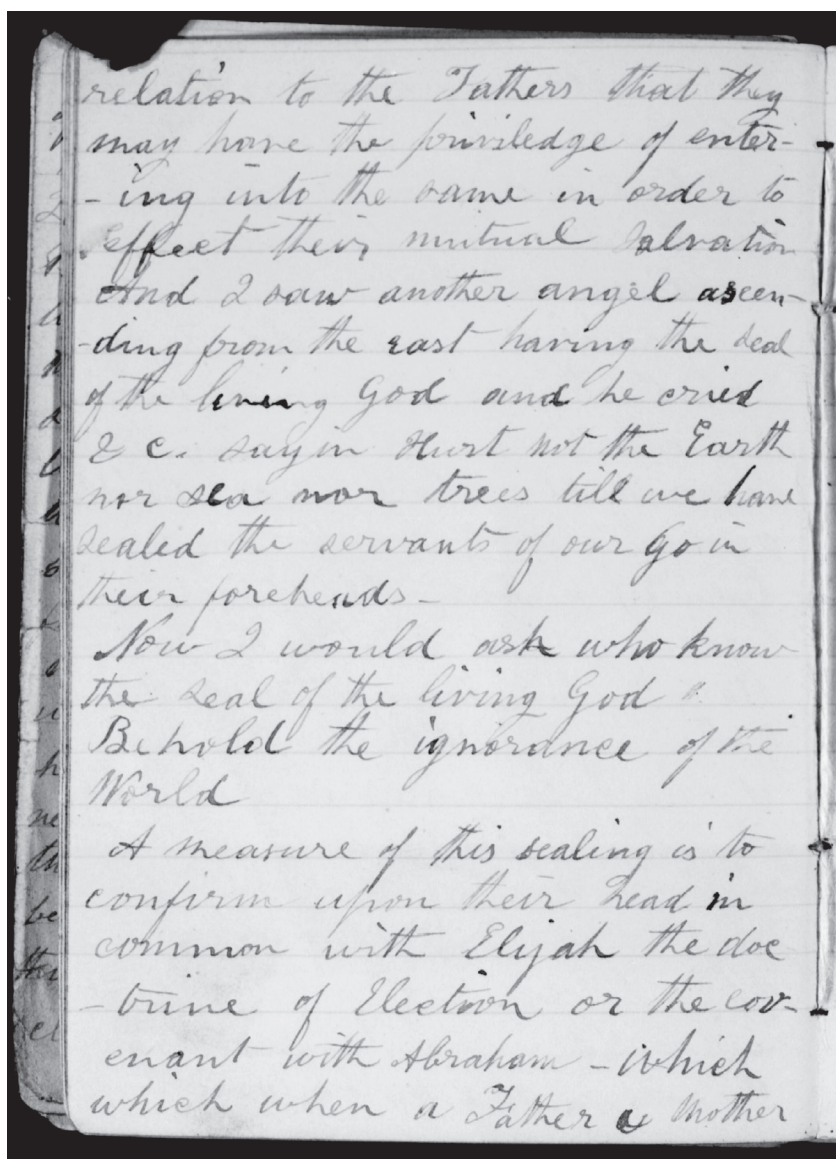 relation to the Fathers that they
may have the priviledge of enter-
-ing into the same in order to
effect their mutual salvation
And I saw another angel ascen-
-ding from the east having the seal
of the living God and he cried
& c. sayin Hurt not the Earth
nor sea nor trees till we have
sealed the servants of our Go in
their foreheads-
Now I would ask who know
the seal of the living God
Behold the ignorance of the
World
A measure of this sealing is to
confirm upon their head in
common with Elijah the doc
-trine of Election or the cov-
enant with Abraham - which
which when a Father & Mother
ne
th
be